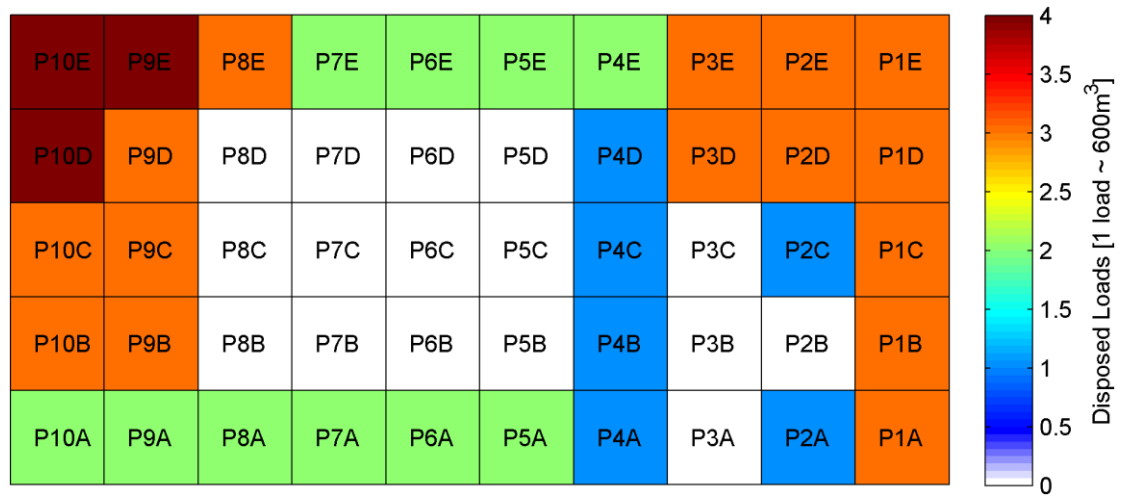 P10E P9E P8E P7E P6E P5E P4E P3E P2E P1E
P10D P9D P8D P7D P6D P5D P4D P3D P2D P1D
P10C P9C P8C P7C P6C P5C P4C P3C P2C P1C
P10B P9B P8B P7B P6B P5B P4B P3B P2B P1B
P10A P9A P8A P7A P6A P5A P4A P3A P2A P1A
4
3.5
3
2.5
2
1.5
1
0.5
0
Disposed Loads [1 load ~ 600m³]